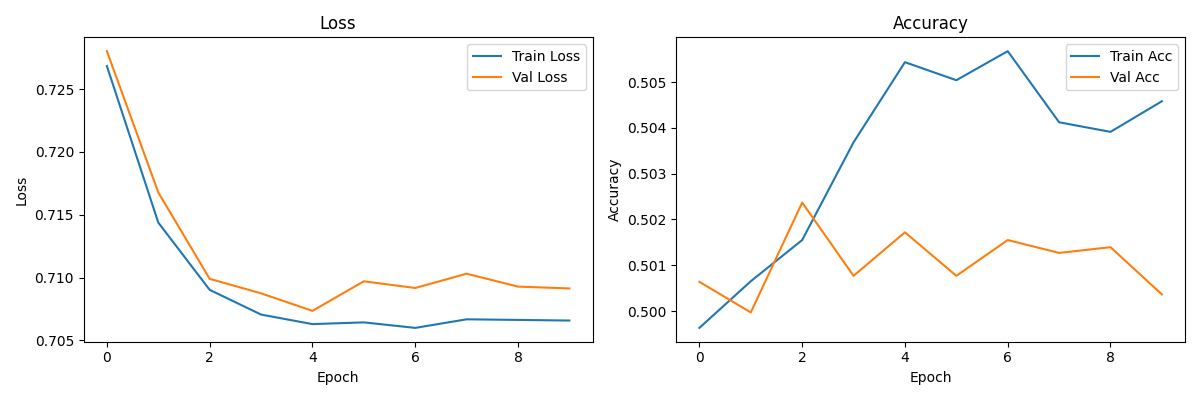 Loss
Train Loss
Val Loss
0.725
0.720
0.715
0.710
0.705
Loss
0 2 4 6 8
Epoch
Accuracy
Train Acc
Val Acc
0.505
0.504
0.503
0.502
0.501
0.500
Accuracy
0 2 4 6 8
Epoch